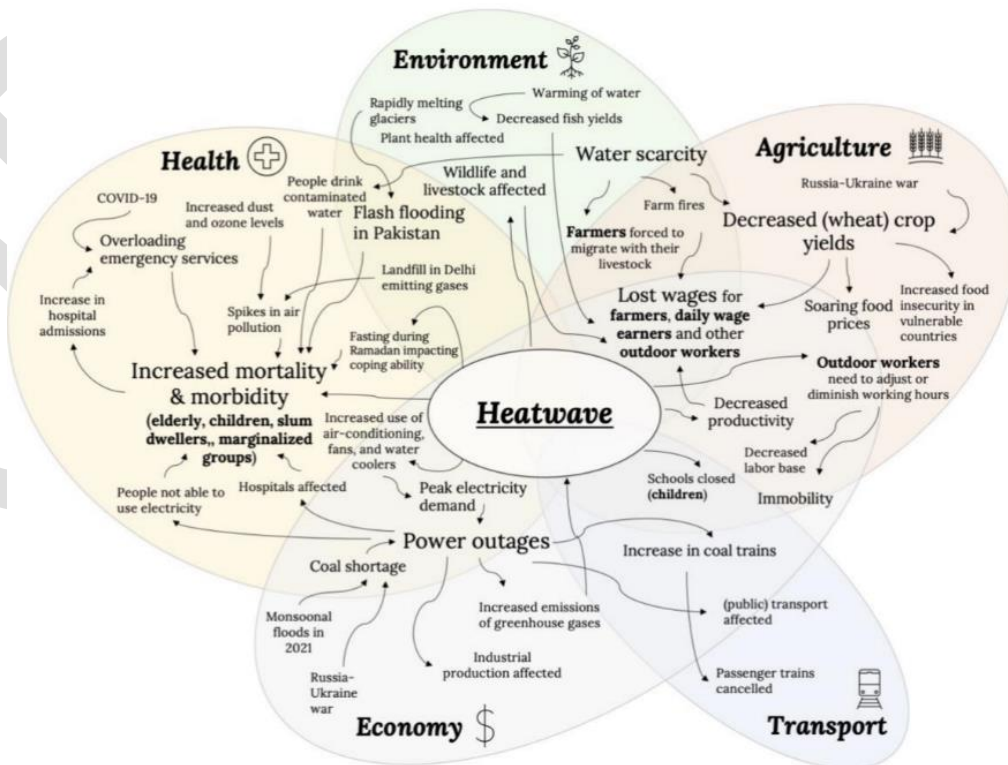 Environment
Rapidly melting
glaciers
Warming of water
Decreased fish yields
Plant health affected
Water scarcity
Wildlife and
livestock affected
Farm fires
Farmers forced to
migrate with their
livestock
Agriculture
Russia-Ukraine war
Decreased (wheat) crop
yields
Increased food
insecurity in
vulnerable
countries
Soaring food
prices
Lost wages for
farmers, daily wage
earners and other
outdoor workers
Outdoor workers
need to adjust or
diminish working hours
Decreased
productivity
Decreased
labor base
Immobility
Schools closed
(children)
Health
COVID-19
Increased dust
and ozone levels
People drink
contaminated
water
Flash flooding
in Pakistan
Overloading
emergency services
Landfill in Delhi
emitting gases
Increase in
hospital
admissions
Spikes in air
pollution
Fasting during
Ramadan impacting
coping ability
Increased mortality
& morbidity
(elderly, children, slum
dwellers,, marginalized
groups)
Heatwave
Increased use of
air-conditioning,
fans, and water
coolers
People not able to
use electricity
Hospitals affected
Peak electricity
demand
Power outages
Coal shortage
Monsoonal
floods in
2021
Russia-
Ukraine
war
Increased emissions
of greenhouse gases
Industrial
production affected
Economy $
Increase in coal trains
(public) transport
affected
Passenger trains
cancelled
Transport